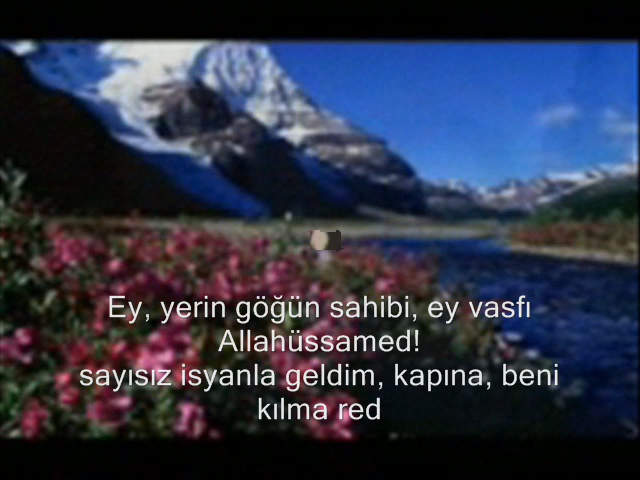 Ey, yerin göğün sahibi, ey vasfı
Allahüssamed!
sayısız isyanla geldim, kapına, beni
kılma red